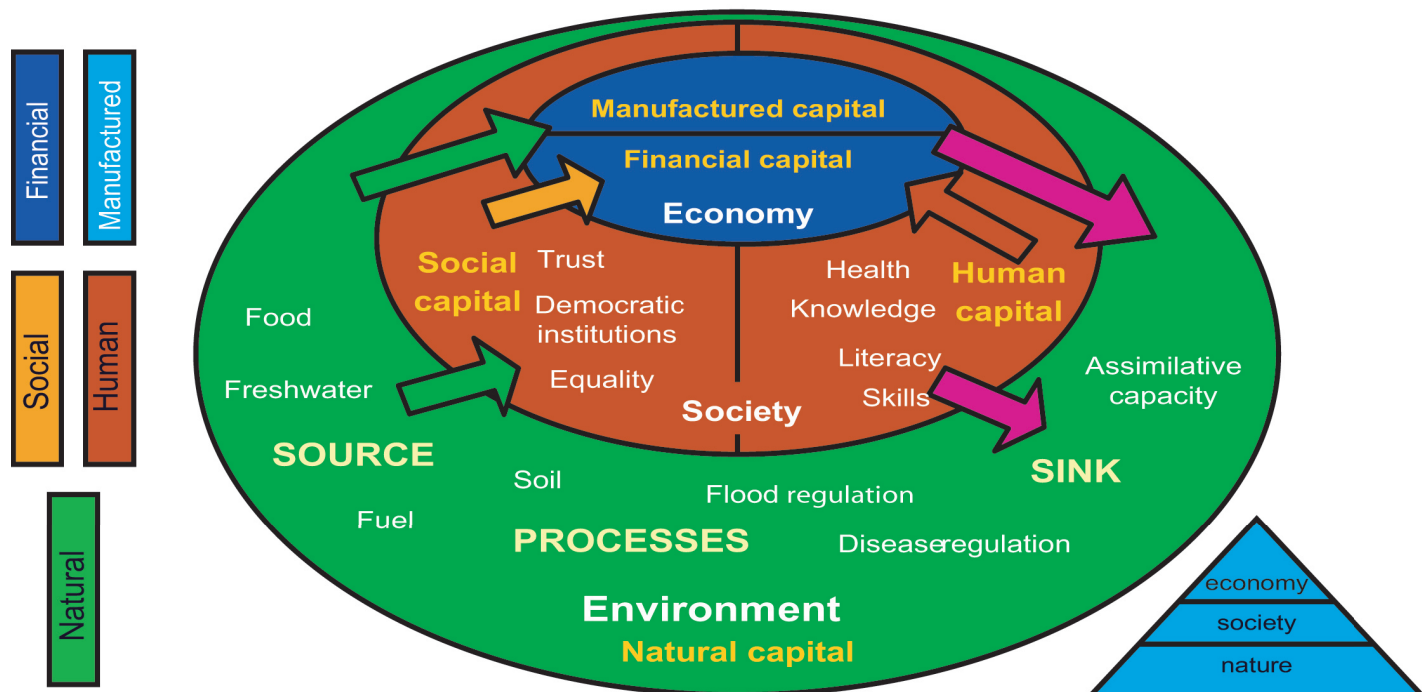 Financial
Manufactured
Social
Human
Natural
Manufactured capital
Financial capital
Economy
Social
capital
Trust
Democratic
institutions
Equality
Health
Knowledge
Literacy
Skills
Human
capital
Society
Food
Freshwater
SOURCE
Fuel
Soil
PROCESSES
Flood regulation
Diseaseregulation
Assimilative
capacity
SINK
Environment
Natural capital
economy
society
nature